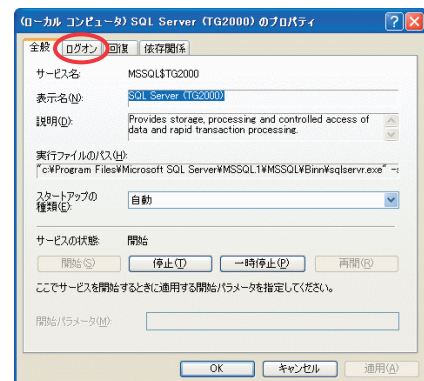 (ローカル コンピュータ) SQL Server (TG2000) のプロパティ
全般 ログオン 回復 依存関係
サービス名: MSSQL$TG2000
表示名(N): SQL Server (TG2000)
説明(D): Provides storage, processing and controlled access of
data and rapid transaction processing.
実行ファイルのパス(H):
"c:¥Program Files¥Microsoft SQL Server¥MSSQL.1¥MSSQL¥Binn¥sqlservr.exe" -s
スタートアップの
種類(E): 自動
サービスの状態: 開始
開始(S) 停止(T) 一時停止(P) 再開(R)
ここでサービスを開始するときに適用する開始パラメータを指定してください。
開始パラメータ(M):
OK キャンセル 適用(A)